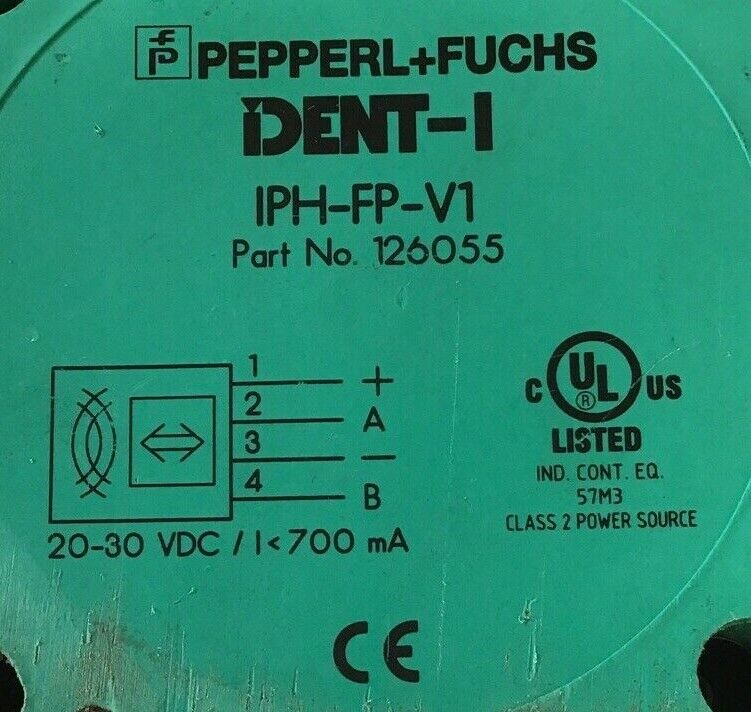 FP PEPPERL+FUCHS
IDENT-I
IPH-FP-V1
Part No. 126055
1 +
2 A
3 —
4 B
20-30 VDC / I<700 mA
C UL® US
LISTED
IND. CONT. EQ.
57M3
CLASS 2 POWER SOURCE
CE